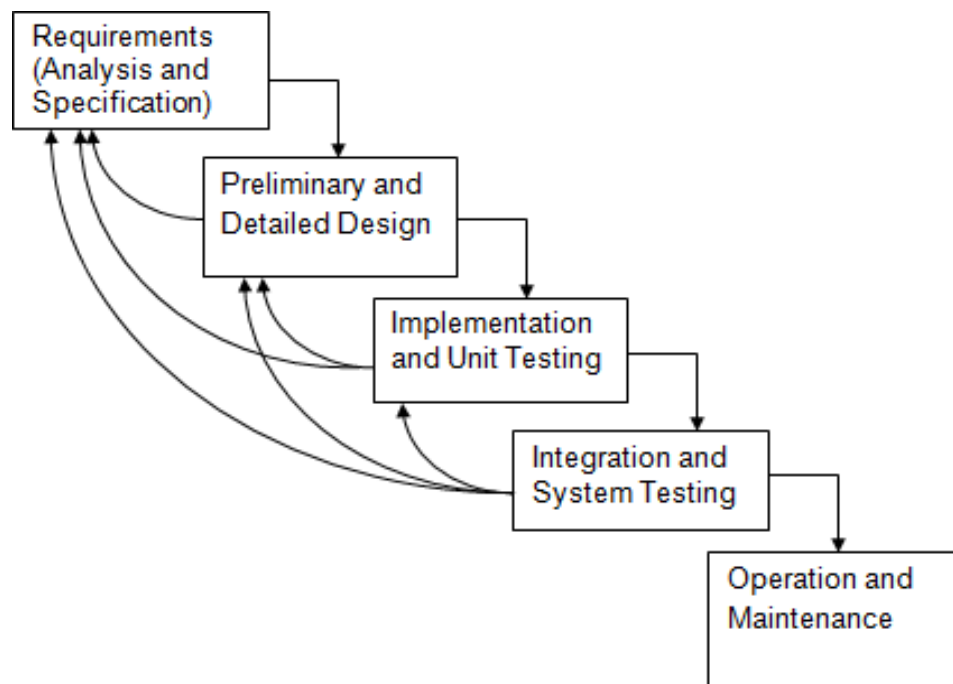 Requirements
(Analysis and
Specification)
Preliminary and
Detailed Design
Implementation
and Unit Testing
Integration and
System Testing
Operation and
Maintenance